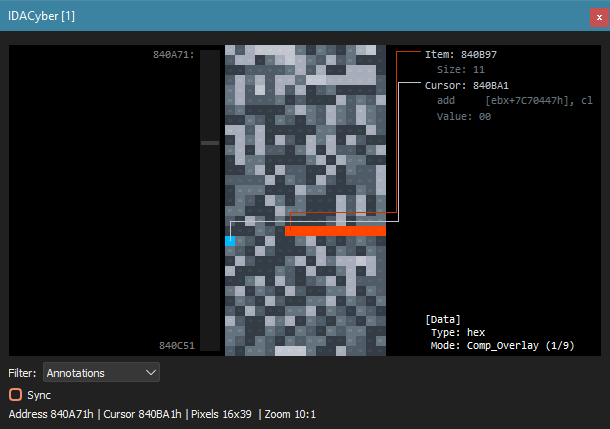 IDACyber [1]
840A71:
Item: 840B97
Size: 11
Cursor: 840BA1
add [ebx+7C70447h], cl
Value: 00
[Data]
Type: hex
840C51
Mode: Comp_Overlay (1/9)
Filter: Annotations
Sync
Address 840A71h | Cursor 840BA1h | Pixels 16x39 | Zoom 10:1